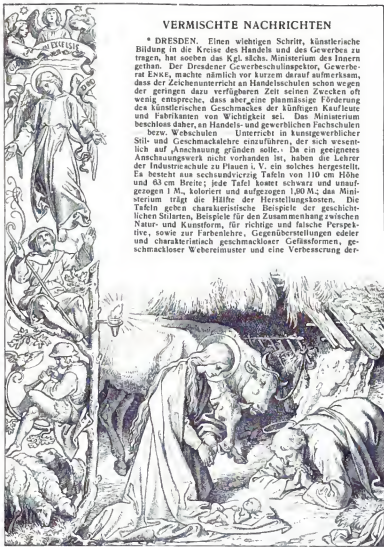 VERMISCHTE NACHRICHTEN
IN EXCELSIS
* DRESDEN. Einen wichtigen Schritt, künstlerische
Bildung in die Kreise des Handels und des Gewerbes zu
tragen, hat soeben das Kgl. sächs. Ministerium des Innern
gethan. Der Dresdener Gewerbeschulinspektor, Gewerbe-
rat ENKE, machte nämlich vor kurzem darauf aufmerksam,
dass der Zeichenunterricht an Handelsschulen schon wegen
der geringen dazu verfügbaren Zeit seinen Zwecken oft
wenig entspreche, dass aber eine planmässige Förderung
des künstlerischen Geschmackes der künftigen Kaufleute
und Fabrikanten von Wichtigkeit sei. Das Ministerium
beschloss daher, an Handels- und gewerblichen Fachschulen
— bezw. Webschulen — Unterricht in kunstgewerblicher
Stil- und Geschmackslehre einzuführen, der sich wesent-
lich auf „Anschauung gründen solle.‹ Da ein geeignetes
Anschauungswerk nicht vorhanden ist, haben die Lehrer
der Industrieschule zu Plauen i. V. ein solches hergestellt.
Es besteht aus sechsundvierzig Tafeln von 110 cm Höhe
und 63 cm Breite; jede Tafel kostet schwarz und unauf-
gezogen 1 M., koloriert und aufgezogen 1,90 M.; das Mini-
sterium trägt die Hälfte der Herstellungskosten. Die
Tafeln geben charakteristische Beispiele der geschicht-
lichen Stilarten, Beispiele für den Zusammenhang zwischen
Natur- und Kunstform, für richtige und falsche Perspek-
tive, sowie zur Farbenlehre, Gegenüberstellungen edeler
und charakteristisch geschmackloser Gefässformen, ge-
schmackloser Webereimuster und eine Verbesserung der-